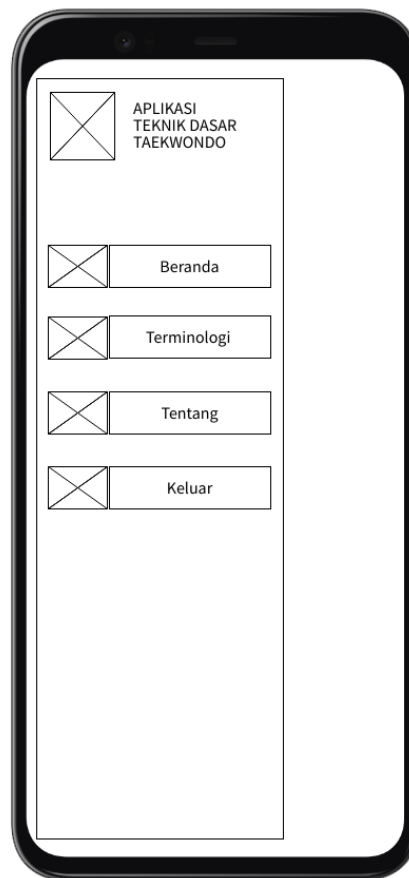 APLIKASI
TEKNIK DASAR
TAEKWONDO
Beranda
Terminologi
Tentang
Keluar